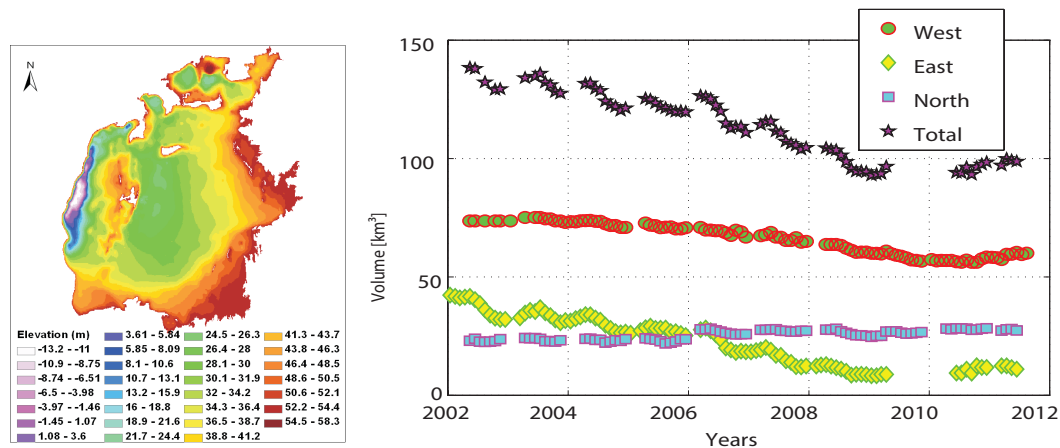 N
Elevation (m)
-13.2 - -11
-10.9 - -8.75
-8.74 - -6.51
-6.5 - -3.98
-3.97 - -1.46
-1.45 - 1.07
1.08 - 3.6
3.61 - 5.84
5.85 - 8.09
8.1 - 10.6
10.7 - 13.1
13.2 - 15.9
16 - 18.8
18.9 - 21.6
21.7 - 24.4
24.5 - 26.3
26.4 - 28
28.1 - 30
30.1 - 31.9
32 - 34.2
34.3 - 36.4
36.5 - 38.7
38.8 - 41.2
41.3 - 43.7
43.8 - 46.3
46.4 - 48.5
48.6 - 50.5
50.6 - 52.1
52.2 - 54.4
54.5 - 58.3
West
East
North
Total
150
100
50
0
Volume [km³]
2002
2004
2006
2008
2010
2012
Years